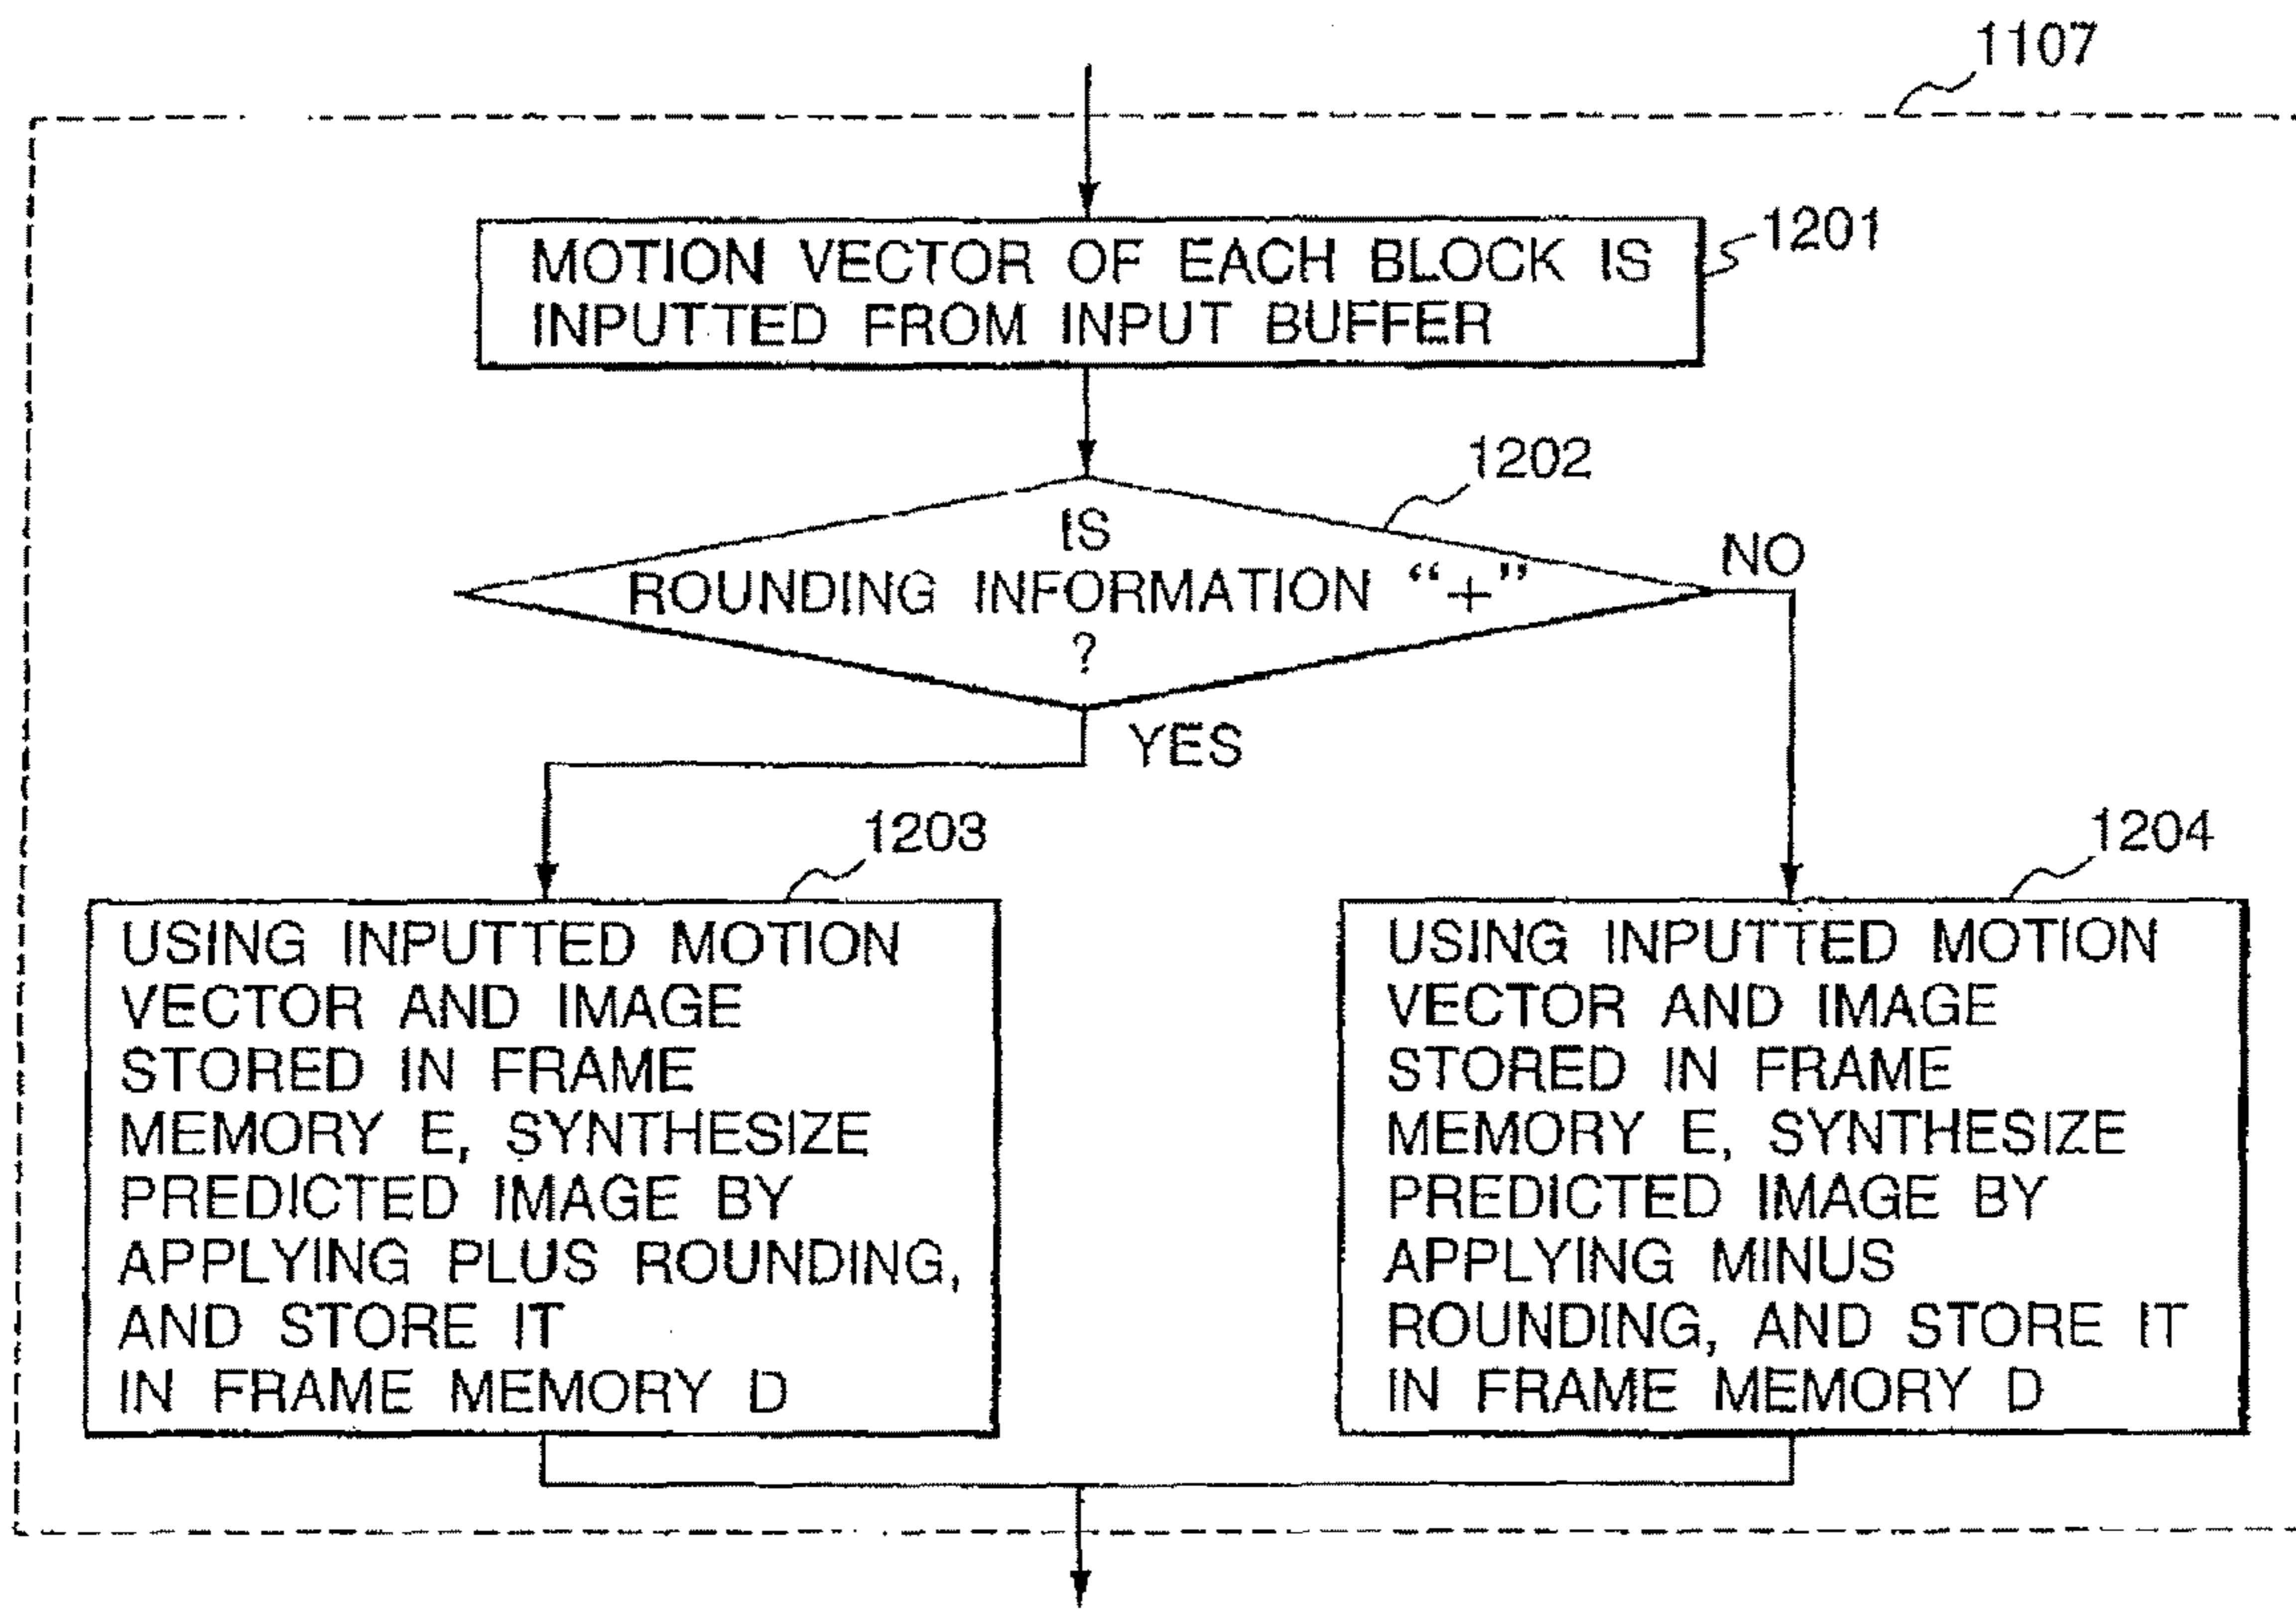 1107
MOTION VECTOR OF EACH BLOCK IS
INPUTTED FROM INPUT BUFFER
1201
1202
IS
ROUNDING INFORMATION “+”
?
NO
YES
1203
USING INPUTTED MOTION
VECTOR AND IMAGE
STORED IN FRAME
MEMORY E, SYNTHESIZE
PREDICTED IMAGE BY
APPLYING PLUS ROUNDING,
AND STORE IT
IN FRAME MEMORY D
1204
USING INPUTTED MOTION
VECTOR AND IMAGE
STORED IN FRAME
MEMORY E, SYNTHESIZE
PREDICTED IMAGE BY
APPLYING MINUS
ROUNDING, AND STORE IT
IN FRAME MEMORY D